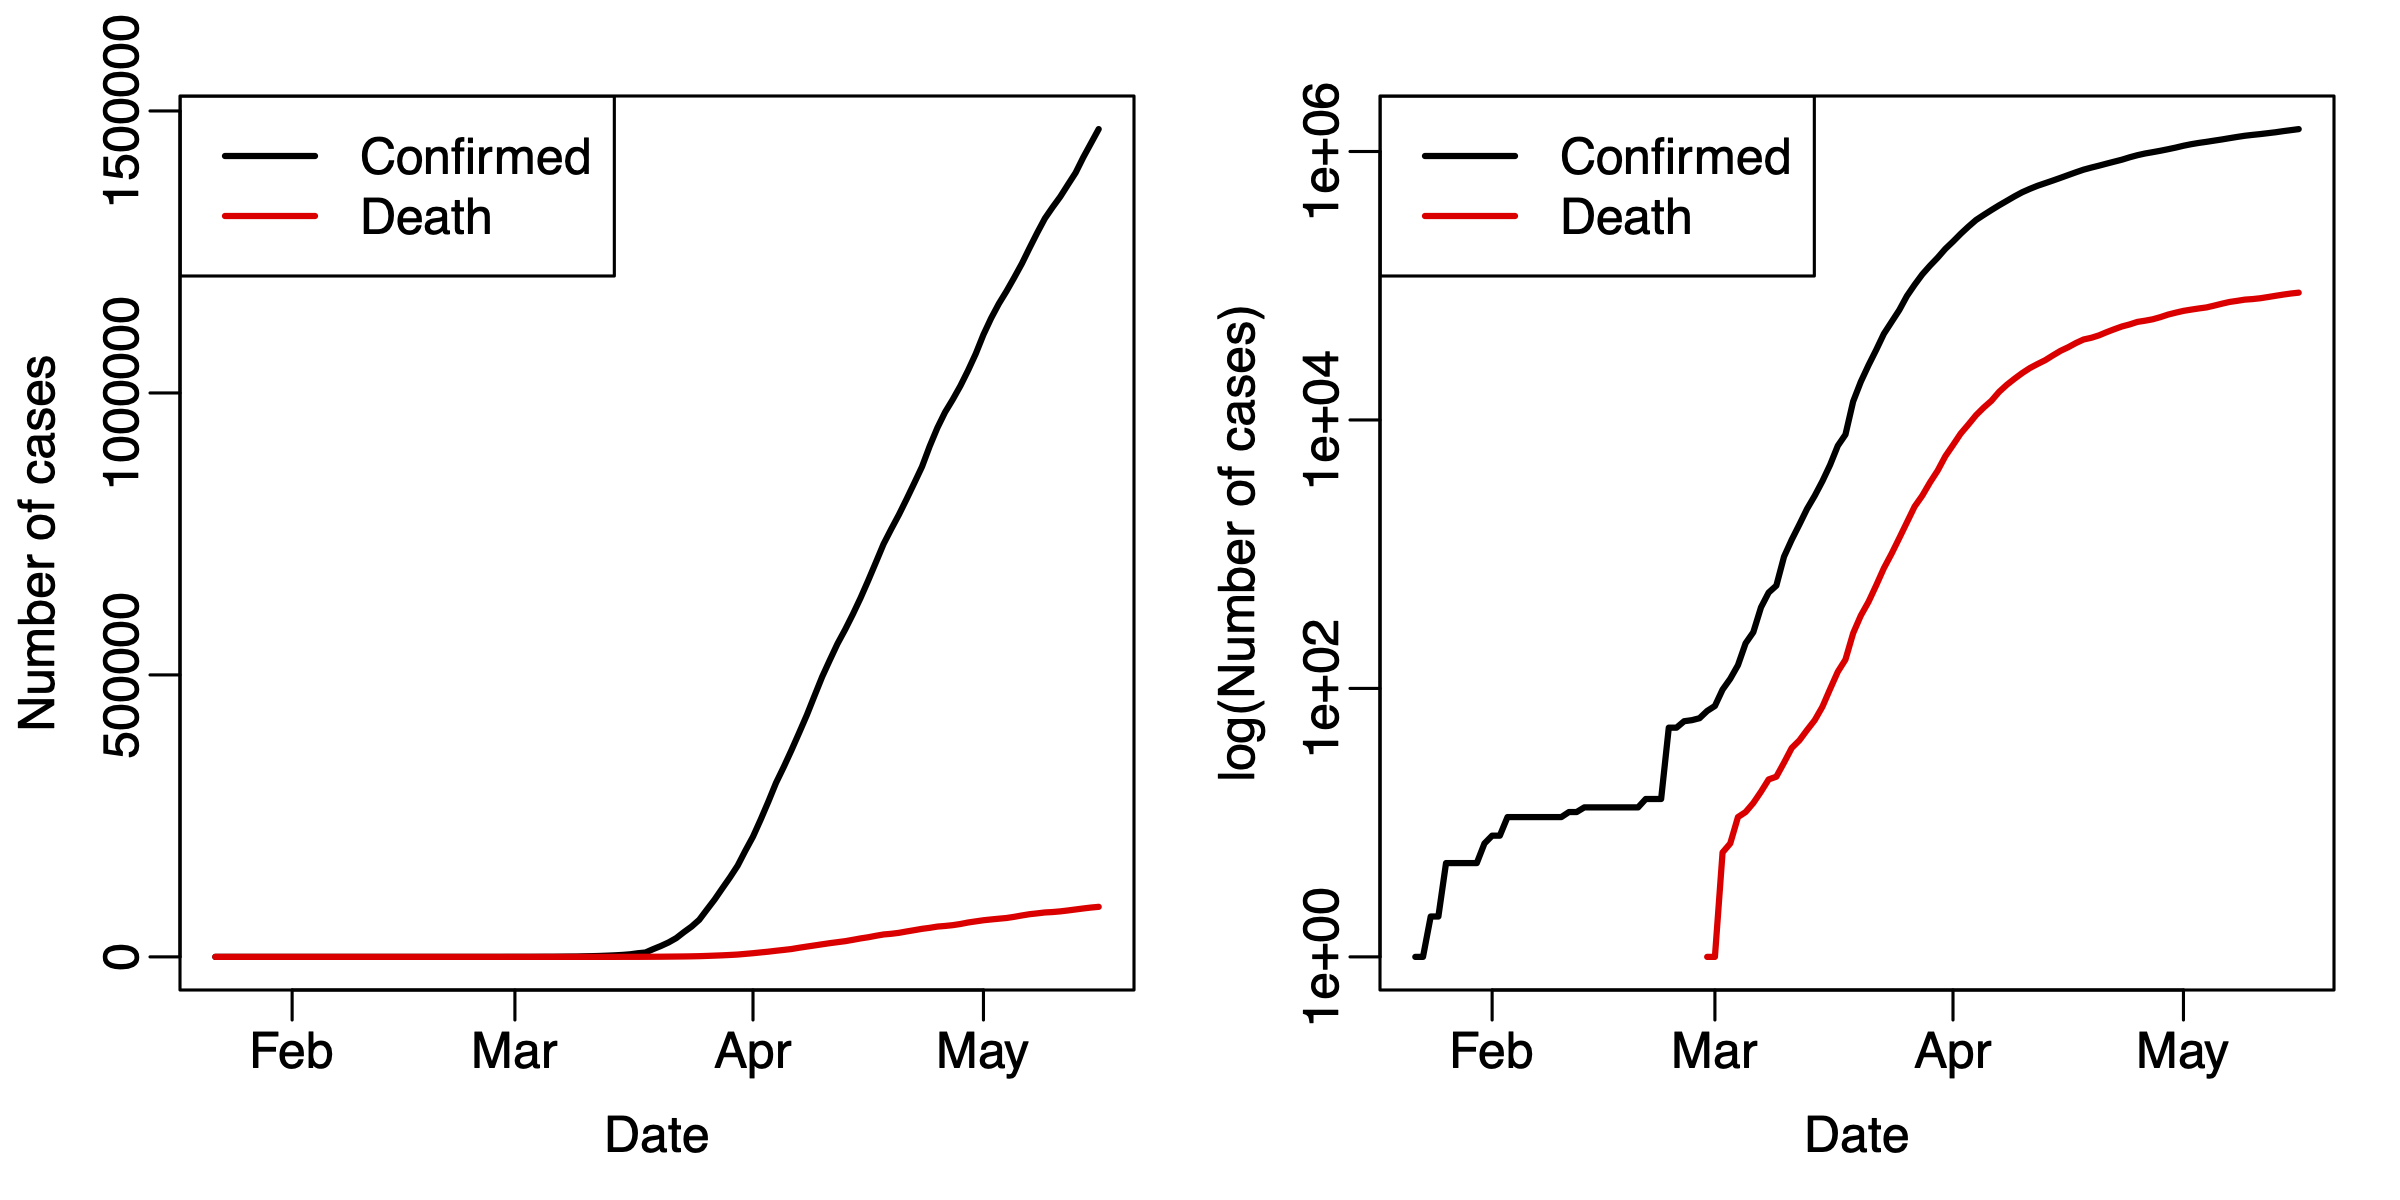 Number of cases
0
500000
1000000
1500000
Confirmed
Death
Feb
Mar
Apr
May
Date
log(Number of cases)
1e+00
1e+02
1e+04
1e+06
Confirmed
Death
Feb
Mar
Apr
May
Date